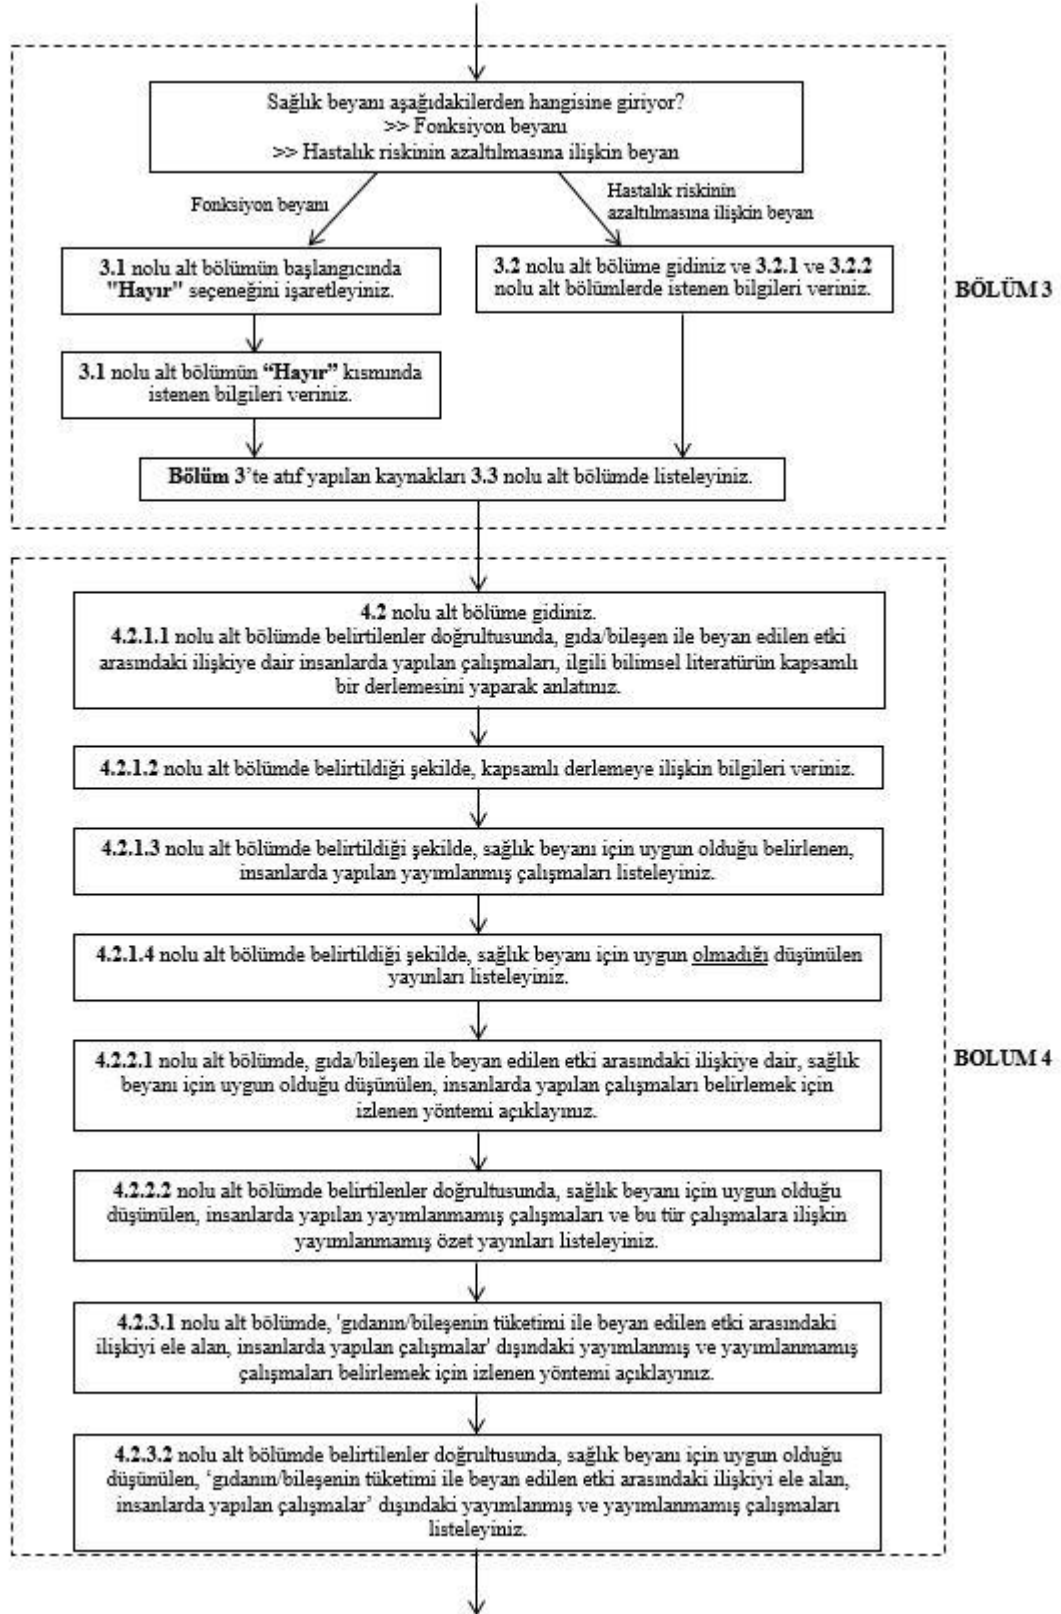 Sağlık beyanı aşağıdakilerden hangisine giriyor?
>> Fonksiyon beyanı
>> Hastalık riskinin azaltılmasına ilişkin beyan
Fonksiyon beyanı
Hastalık riskinin
azaltılmasına ilişkin beyan
3.1 nolu alt bölümün başlangıcında
"Hayır" seçeneğini işaretleyiniz.
3.2 nolu alt bölüme gidiniz ve 3.2.1 ve 3.2.2
nolu alt bölümlerde istenen bilgileri veriniz.
BÖLÜM 3
3.1 nolu alt bölümün “Hayır” kısmında
istenen bilgileri veriniz.
Bölüm 3’te atıf yapılan kaynakları 3.3 nolu alt bölümde listeleyiniz.
4.2 nolu alt bölüme gidiniz.
4.2.1.1 nolu alt bölümde belirtilenler doğrultusunda, gıda/bileşen ile beyan edilen etki
arasındaki ilişkiye dair insanlarda yapılan çalışmaları, ilgili bilimsel literatürün kapsamlı
bir derlemesini yaparak anlatınız.
4.2.1.2 nolu alt bölümde belirtildiği şekilde, kapsamlı derlemeye ilişkin bilgileri veriniz.
4.2.1.3 nolu alt bölümde belirtildiği şekilde, sağlık beyanı için uygun olduğu belirlenen,
insanlarda yapılan yayımlanmış çalışmaları listeleyiniz.
4.2.1.4 nolu alt bölümde belirtildiği şekilde, sağlık beyanı için uygun olmadığı düşünülen
yayınları listeleyiniz.
4.2.2.1 nolu alt bölümde, gıda/bileşen ile beyan edilen etki arasındaki ilişkiye dair, sağlık
beyanı için uygun olduğu düşünülen, insanlarda yapılan çalışmaları belirlemek için
izlenen yöntemi açıklayınız.
BOLUM 4
4.2.2.2 nolu alt bölümde belirtilenler doğrultusunda, sağlık beyanı için uygun olduğu
düşünülen, insanlarda yapılan yayımlanmamış çalışmaları ve bu tür çalışmalara ilişkin
yayımlanmamış özet yayınları listeleyiniz.
4.2.3.1 nolu alt bölümde, 'gıdanın/bileşenin tüketimi ile beyan edilen etki arasındaki
ilişkiyi ele alan, insanlarda yapılan çalışmalar' dışındaki yayımlanmış ve yayımlanmamış
çalışmaları belirlemek için izlenen yöntemi açıklayınız.
4.2.3.2 nolu alt bölümde belirtilenler doğrultusunda, sağlık beyanı için uygun olduğu
düşünülen, ‘gıdanın/bileşenin tüketimi ile beyan edilen etki arasındaki ilişkiyi ele alan,
insanlarda yapılan çalışmalar’ dışındaki yayımlanmış ve yayımlanmamış çalışmaları
listeleyiniz.